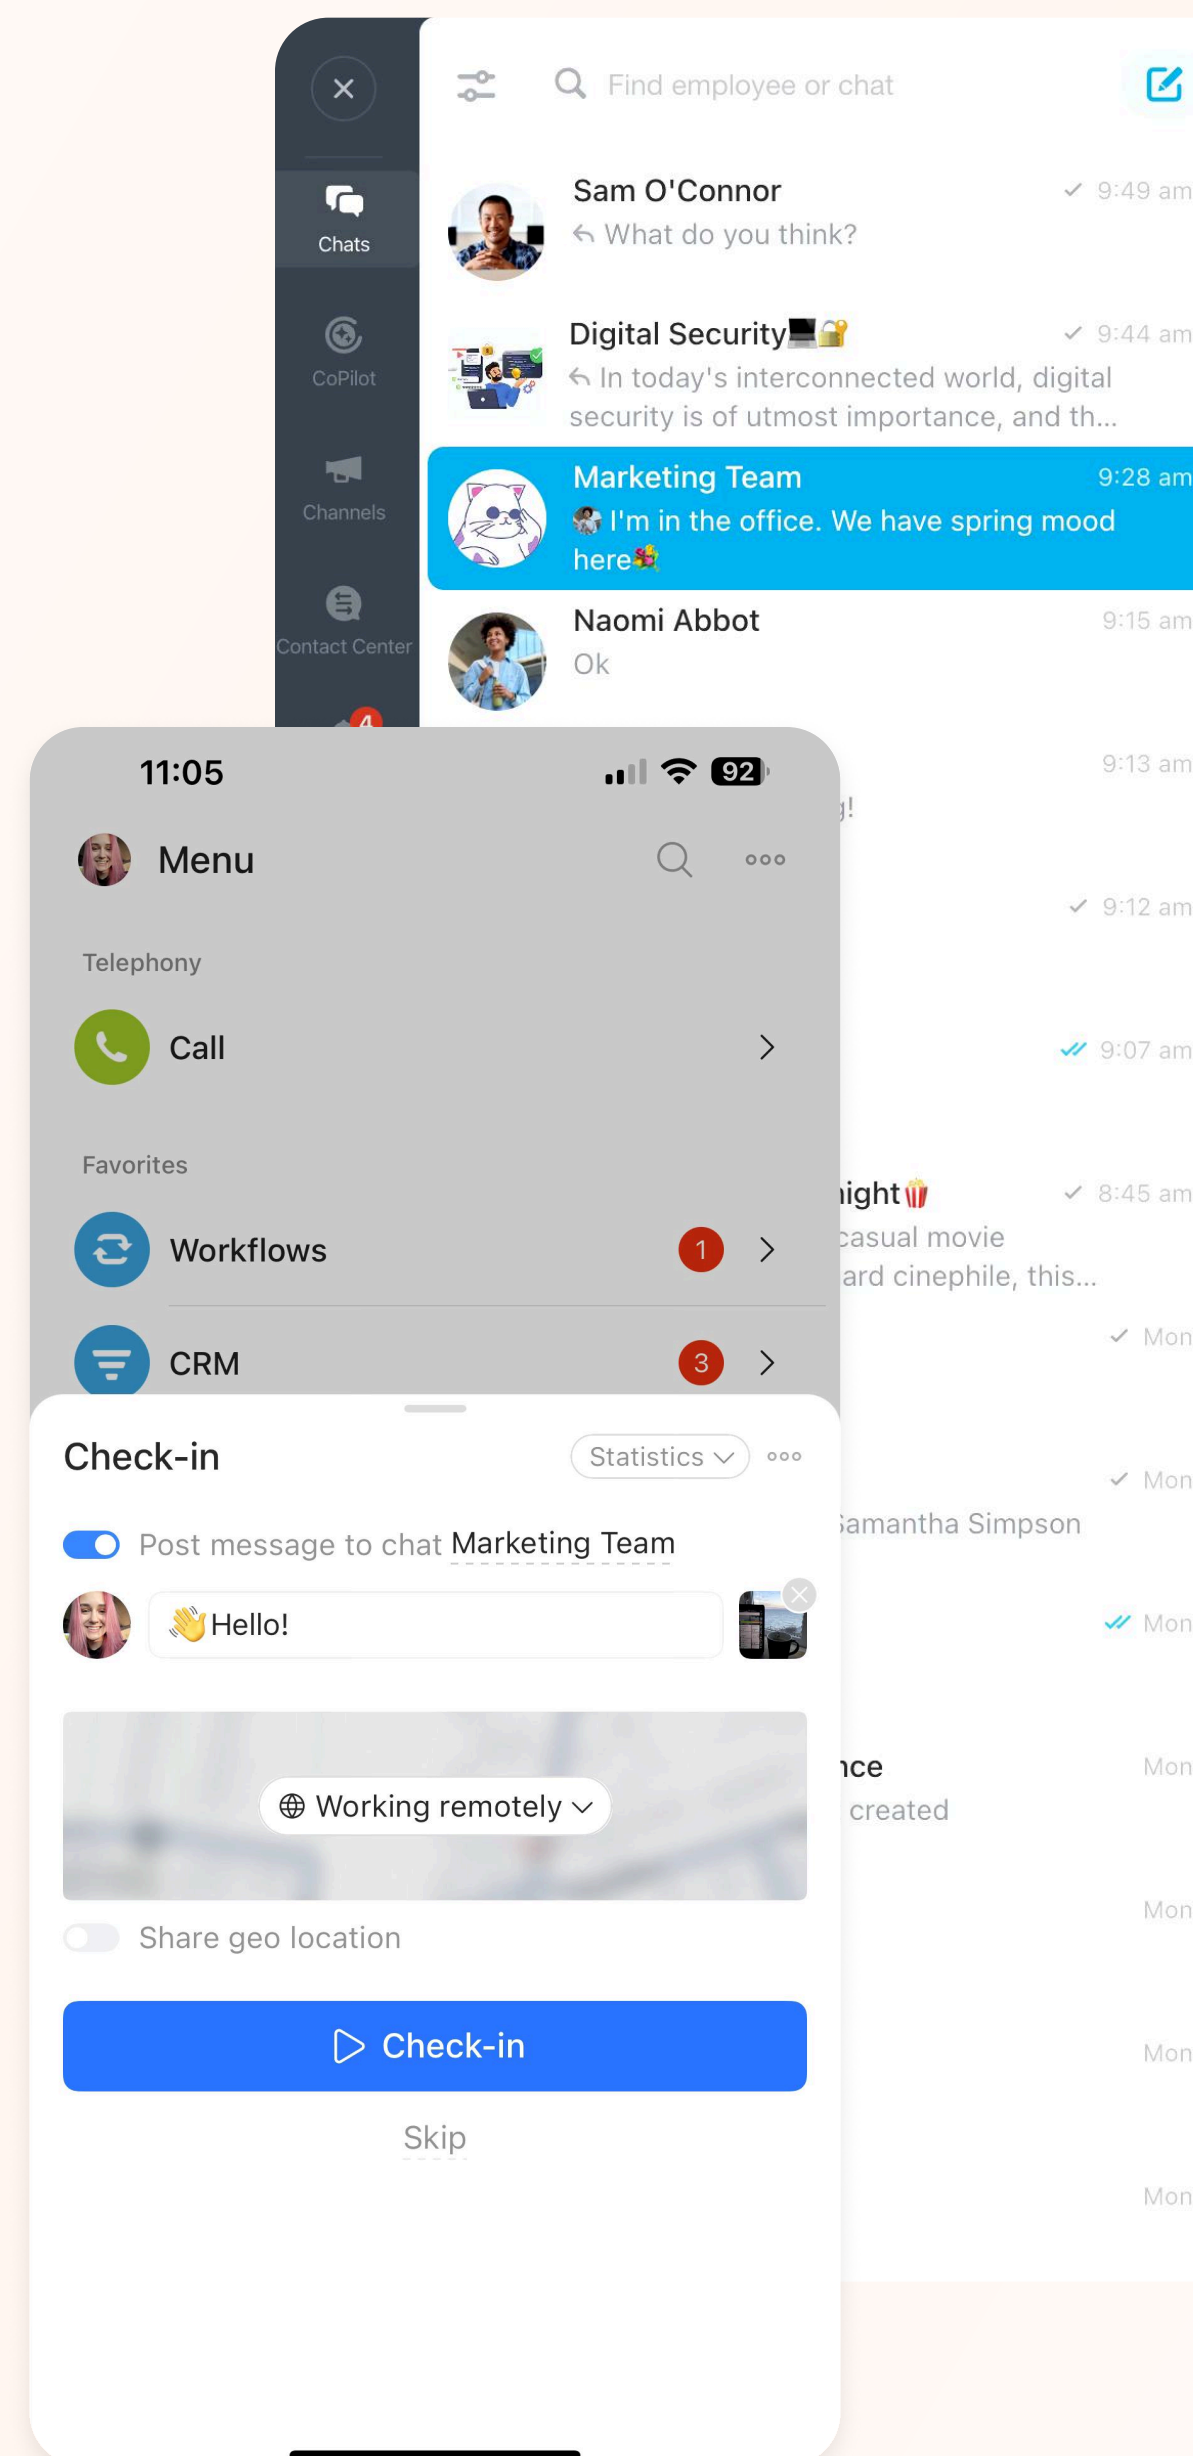 Find employee or chat
Chats
CoPilot
Channels
Contact Center
4
Sam O'Connor
9:49 am
What do you think?
Digital Security💻🔐
9:44 am
In today's interconnected world, digital
security is of utmost importance, and th...
Marketing Team
9:28 am
I'm in the office. We have spring mood
here💐
Naomi Abbot
9:15 am
Ok
9:13 am
g!
9:12 am
9:07 am
night🍿
8:45 am
casual movie
ard cinephile, this...
Mon
Mon
Samantha Simpson
Mon
nce
Mon
created
Mon
Mon
Mon
11:05
92
Menu
Telephony
Call
Favorites
Workflows
1
CRM
3
Check-in
Statistics
Post message to chat Marketing Team
👋Hello!
Working remotely
Share geo location
Check-in
Skip